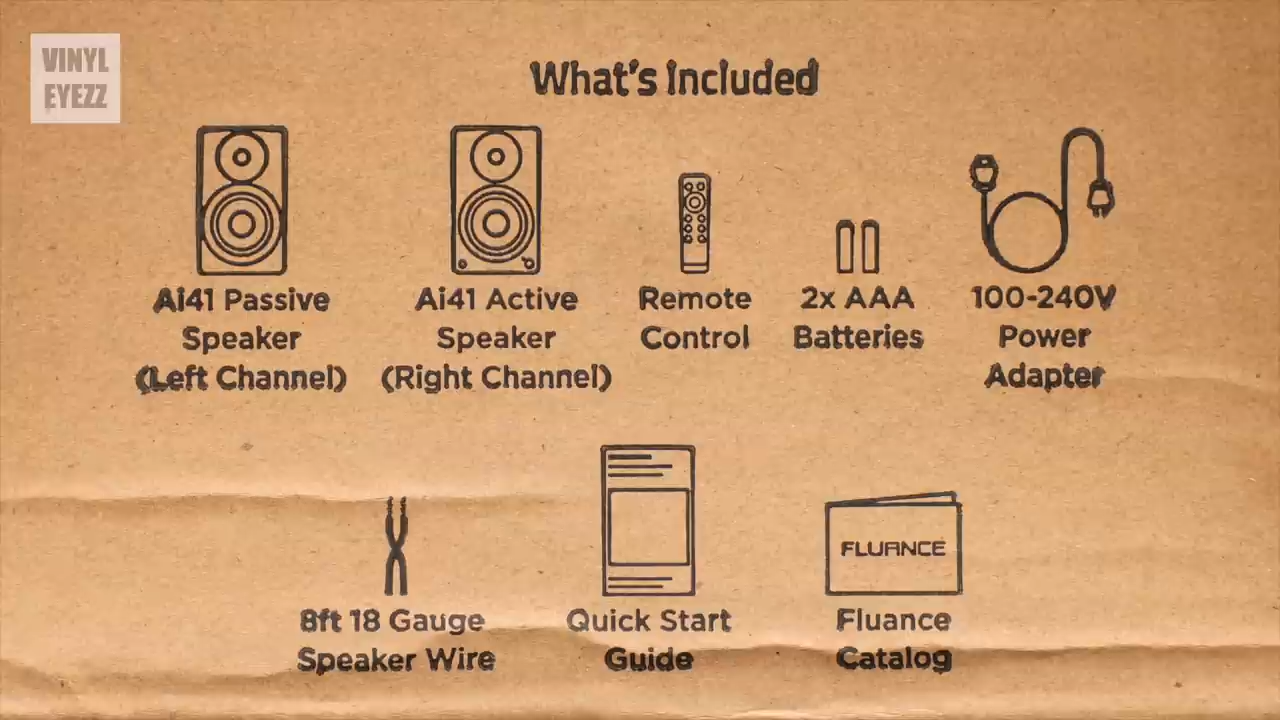 VINYL
EYEZZ
What's Included
Ai41 Passive
Speaker
(Left Channel)
Ai41 Active
Speaker
(Right Channel)
Remote
Control
2x AAA
Batteries
100-240V
Power
Adapter
8ft 18 Gauge
Speaker Wire
Quick Start
Guide
FLUANCE
Fluance
Catalog